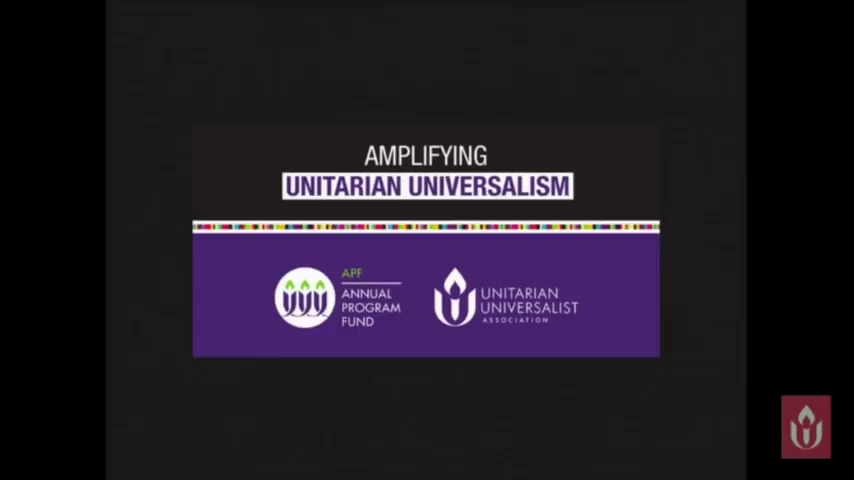 AMPLIFYING
UNITARIAN UNIVERSALISM
APF
ANNUAL
PROGRAM
FUND
UNITARIAN
UNIVERSALIST
ASSOCIATION